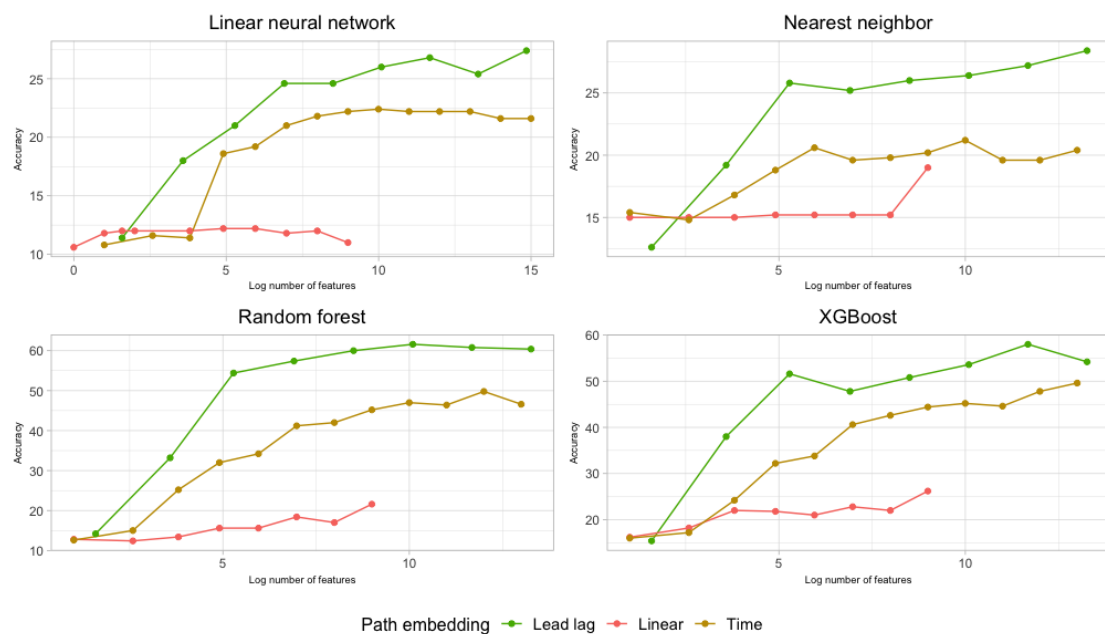 Linear neural network
Nearest neighbor
Accuracy
25
20
15
10
0
5
10
15
Log number of features
Accuracy
25
20
15
5
10
Log number of features
Random forest
XGBoost
Accuracy
60
50
40
30
20
10
5
10
Log number of features
Accuracy
60
50
40
30
20
5
10
Log number of features
Path embedding Lead lag Linear Time